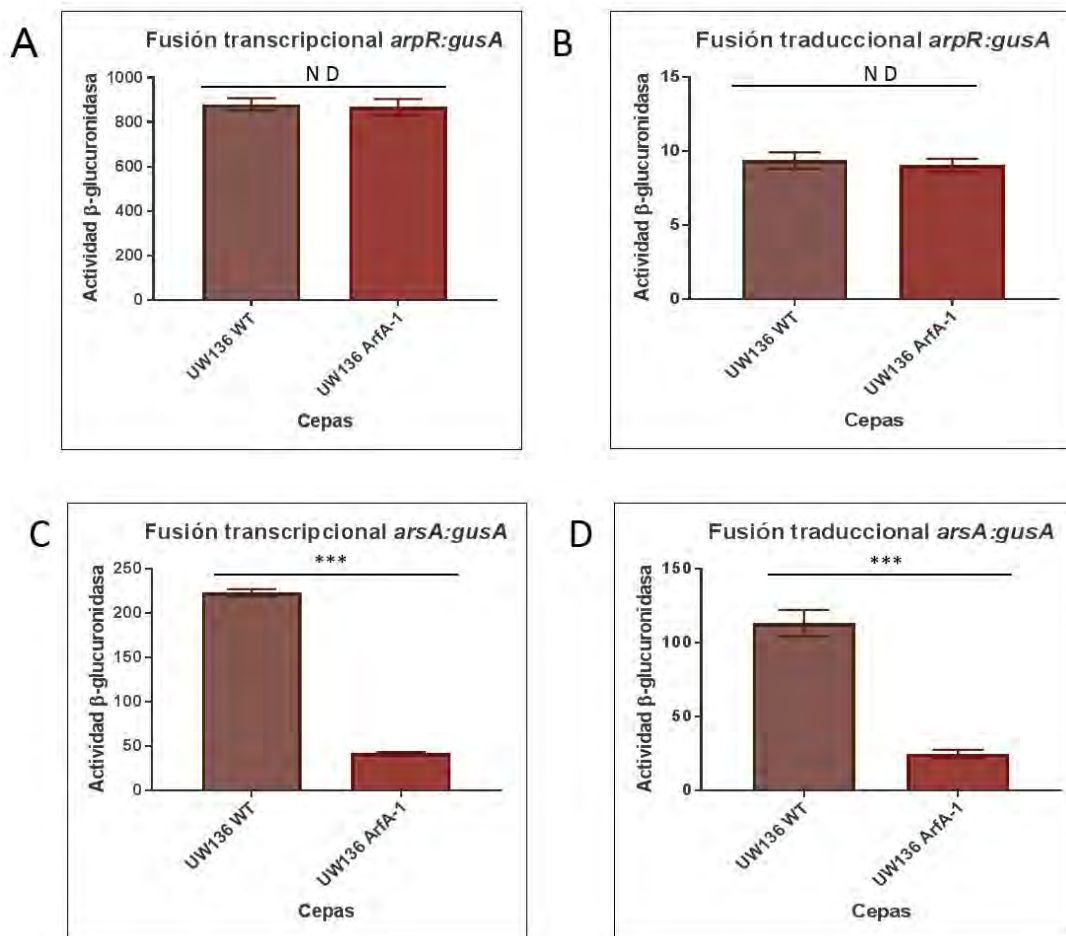 A
Fusión transcripcional arpR:gusA
N D
Actividad β-glucuronidasa
1000
800
600
400
200
0
UW136 WT
UW136 ArfA-1
Cepas
B
Fusión traduccional arpR:gusA
N D
Actividad β-glucuronidasa
15
10
5
0
UW136 WT
UW136 ArfA-1
Cepas
C
Fusión transcripcional arsA:gusA
***
Actividad β-glucuronidasa
250
200
150
100
50
0
UW136 WT
UW136 ArfA-1
Cepas
D
Fusión traduccional arsA:gusA
***
Actividad β-glucuronidasa
150
100
50
0
UW136 WT
UW136 ArfA-1
Cepas